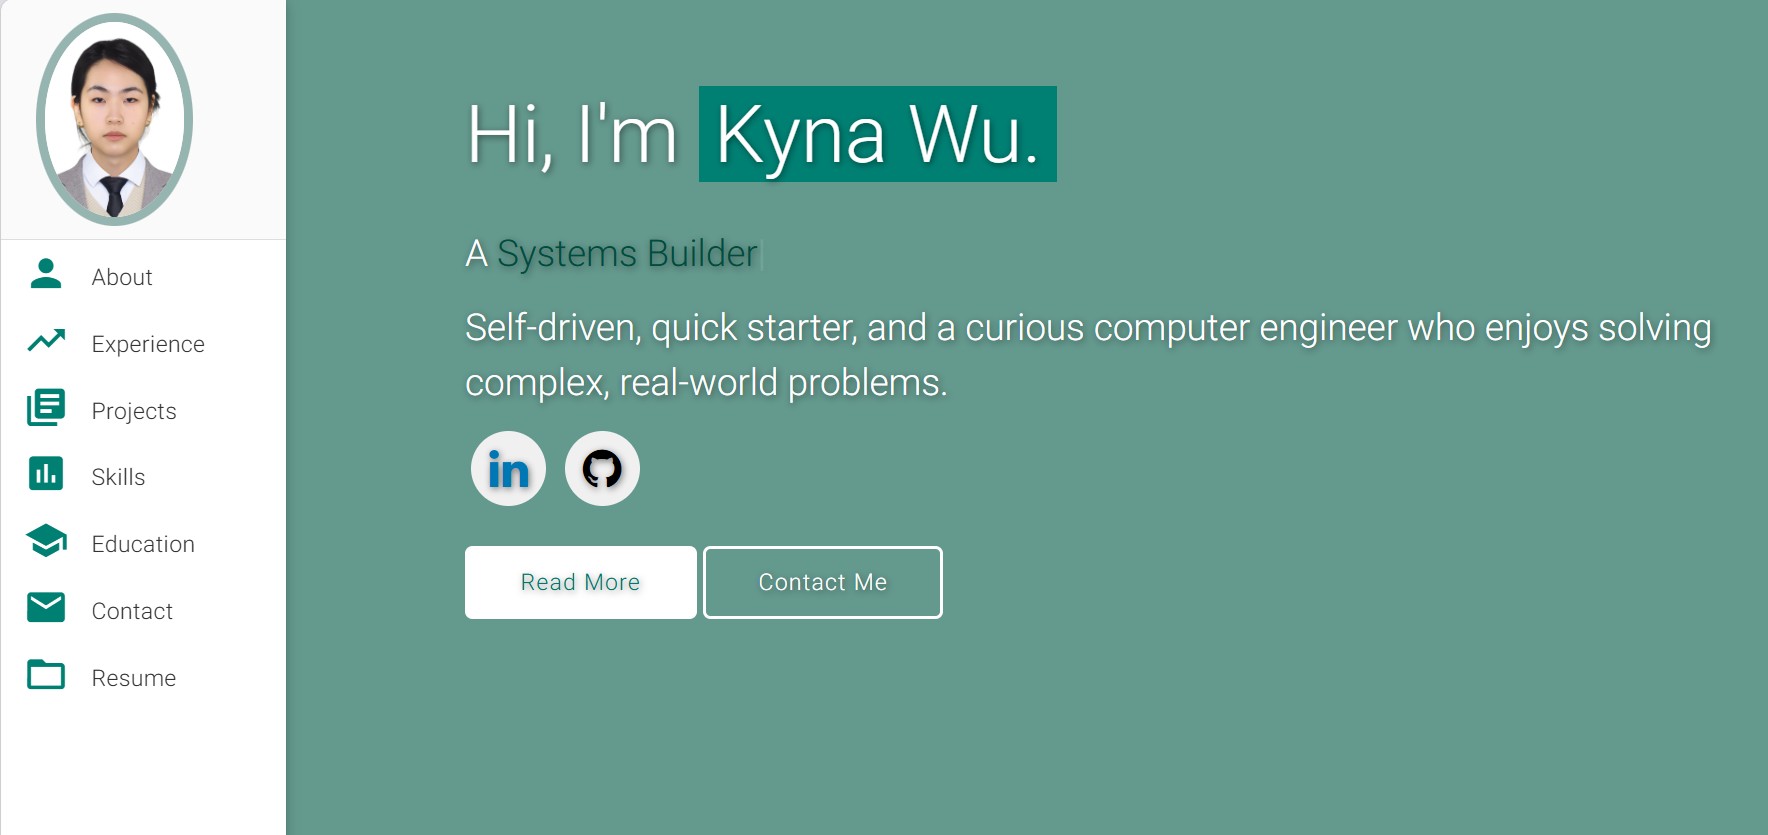 About
Experience
Projects
Skills
Education
Contact
Resume
Hi, I'm Kyna Wu.
A Systems Builder
Self-driven, quick starter, and a curious computer engineer who enjoys solving
complex, real-world problems.
in
Read More
Contact Me